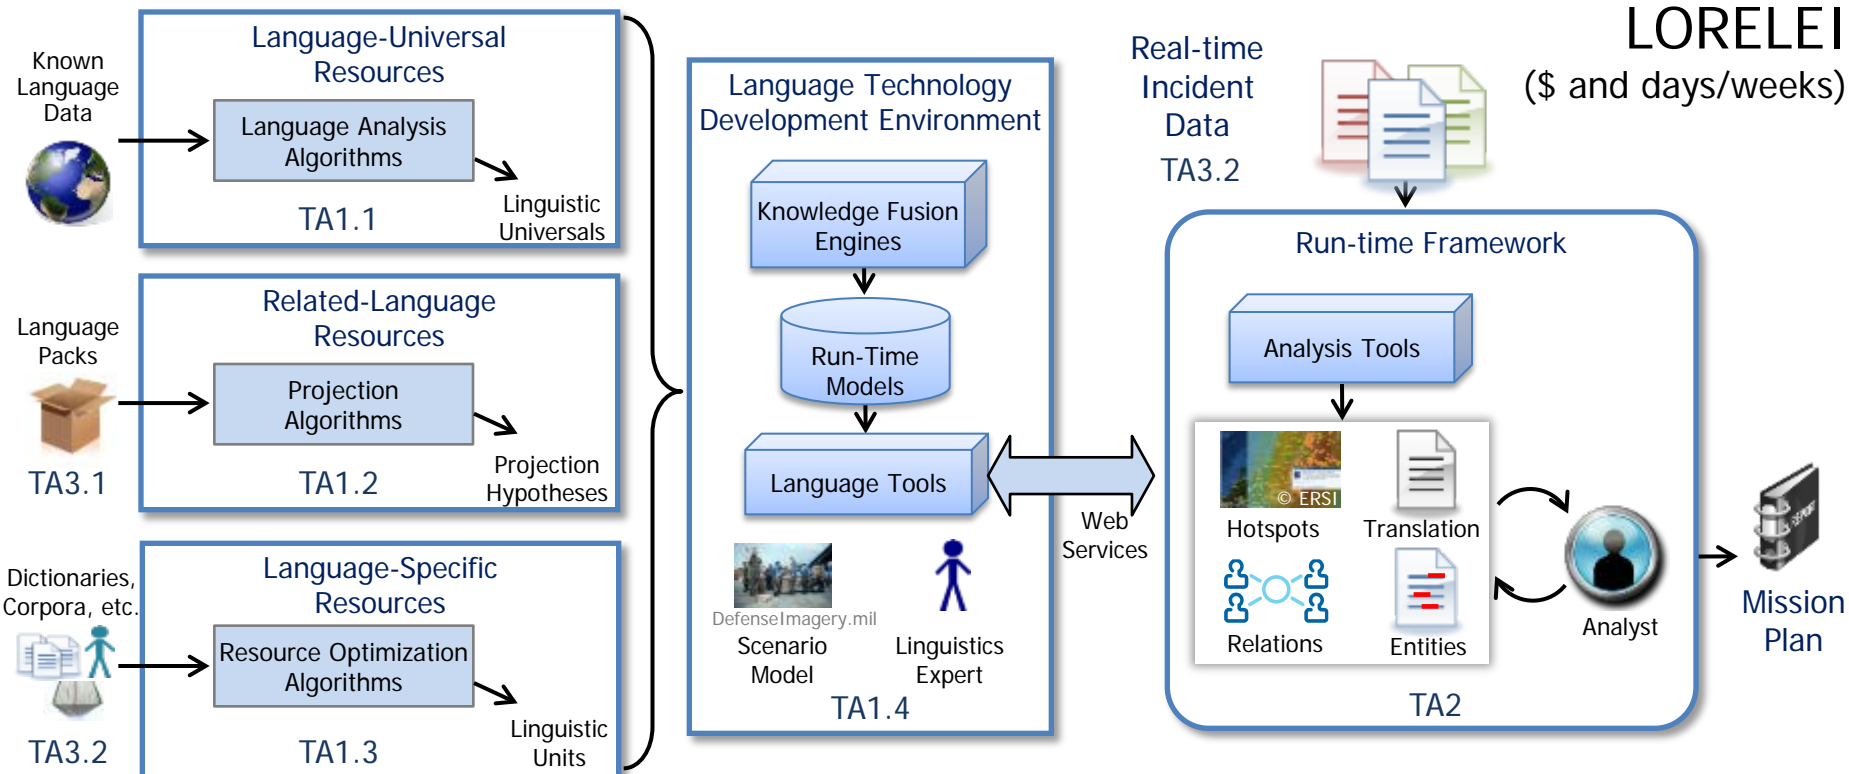 LORELEI
($ and days/weeks)
Known
Language
Data
Language-Universal
Resources
Language Analysis
Algorithms
TA1.1
Linguistic
Universals
Language
Packs
TA3.1
Related-Language
Resources
Projection
Algorithms
TA1.2
Projection
Hypotheses
Dictionaries,
Corpora, etc.
TA3.2
Language-Specific
Resources
Resource Optimization
Algorithms
TA1.3
Linguistic
Units
Language Technology
Development Environment
Knowledge Fusion
Engines
Run-Time
Models
Language Tools
DefenseImagery.mil
Scenario
Model
Linguistics
Expert
TA1.4
Web
Services
Real-time
Incident
Data
TA3.2
Run-time Framework
Analysis Tools
© ERSI
Hotspots
Translation
Relations
Entities
Analyst
TA2
REPORT
Mission
Plan